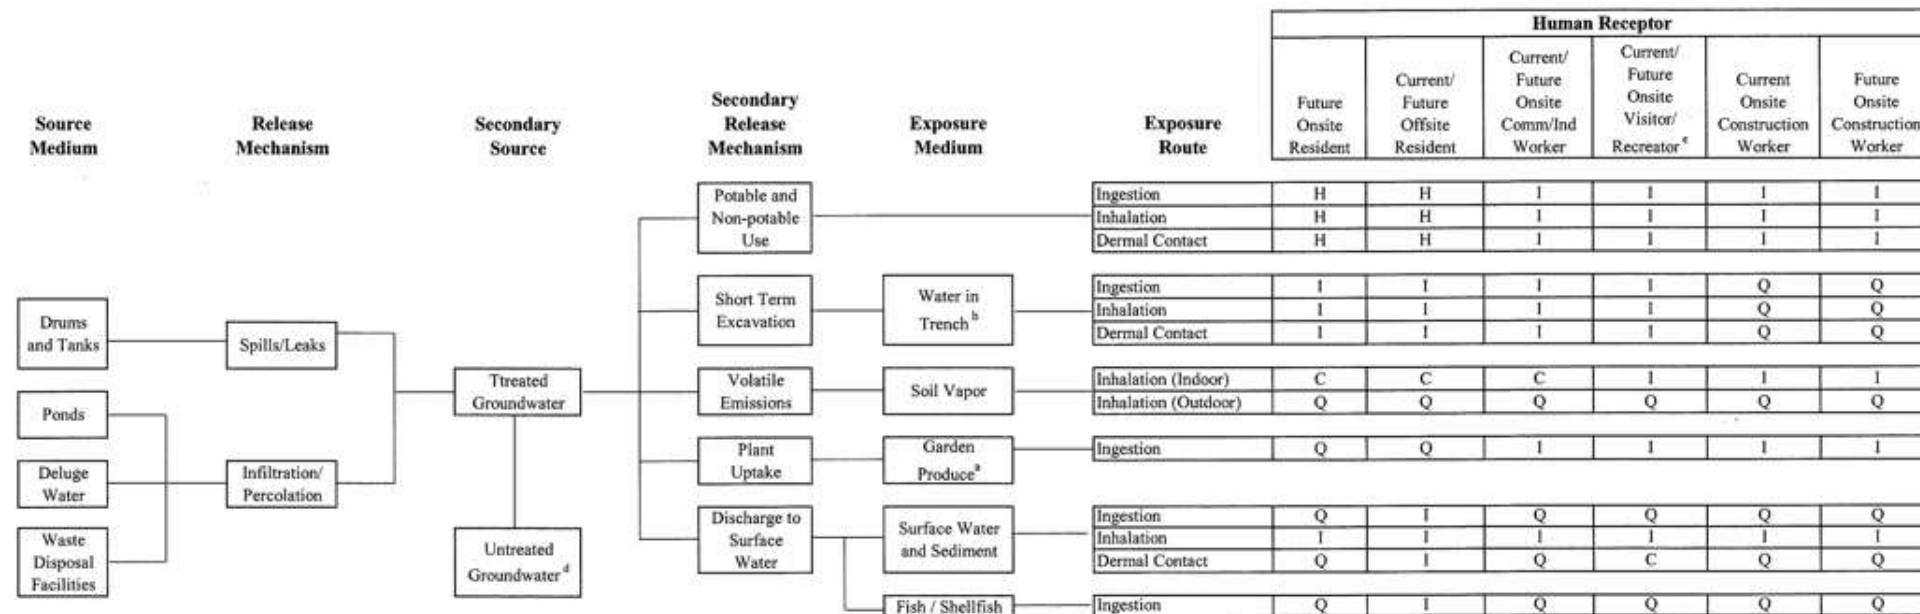 Human Receptor
Source
Medium
Release
Mechanism
Secondary
Source
Secondary
Release
Mechanism
Exposure
Medium
Exposure
Route
Future
Onsite
Resident
Current/
Future
Offsite
Resident
Current/
Future
Onsite
Comm/Ind
Worker
Current/
Future
Onsite
Visitor/
Recreator
Current
Onsite
Construction
Worker
Future
Onsite
Construction
Worker
Drums
and Tanks
Ponds
Deluge
Water
Waste
Disposal
Facilities
Spills/Leaks
Infiltration/
Percolation
Ttreated
Groundwater
Untreated
Groundwater d
Potable and
Non-potable
Use
Ingestion H H I I I I
Inhalation H H I I I I
Dermal Contact H H I I I I
Short Term
Excavation
Water in
Trench b
Ingestion I I I I Q Q
Inhalation I I I I Q Q
Dermal Contact I I I I Q Q
Volatile
Emissions
Soil Vapor
Inhalation (Indoor) C C C I I I
Inhalation (Outdoor) Q Q Q Q Q Q
Plant
Uptake
Garden
Produce a
Ingestion Q Q I I I I
Discharge to
Surface
Water
Surface Water
and Sediment
Ingestion Q I Q Q Q Q
Inhalation I I I I I I
Dermal Contact Q I Q C Q Q
Fish / Shellfish
Ingestion Q I Q Q Q Q